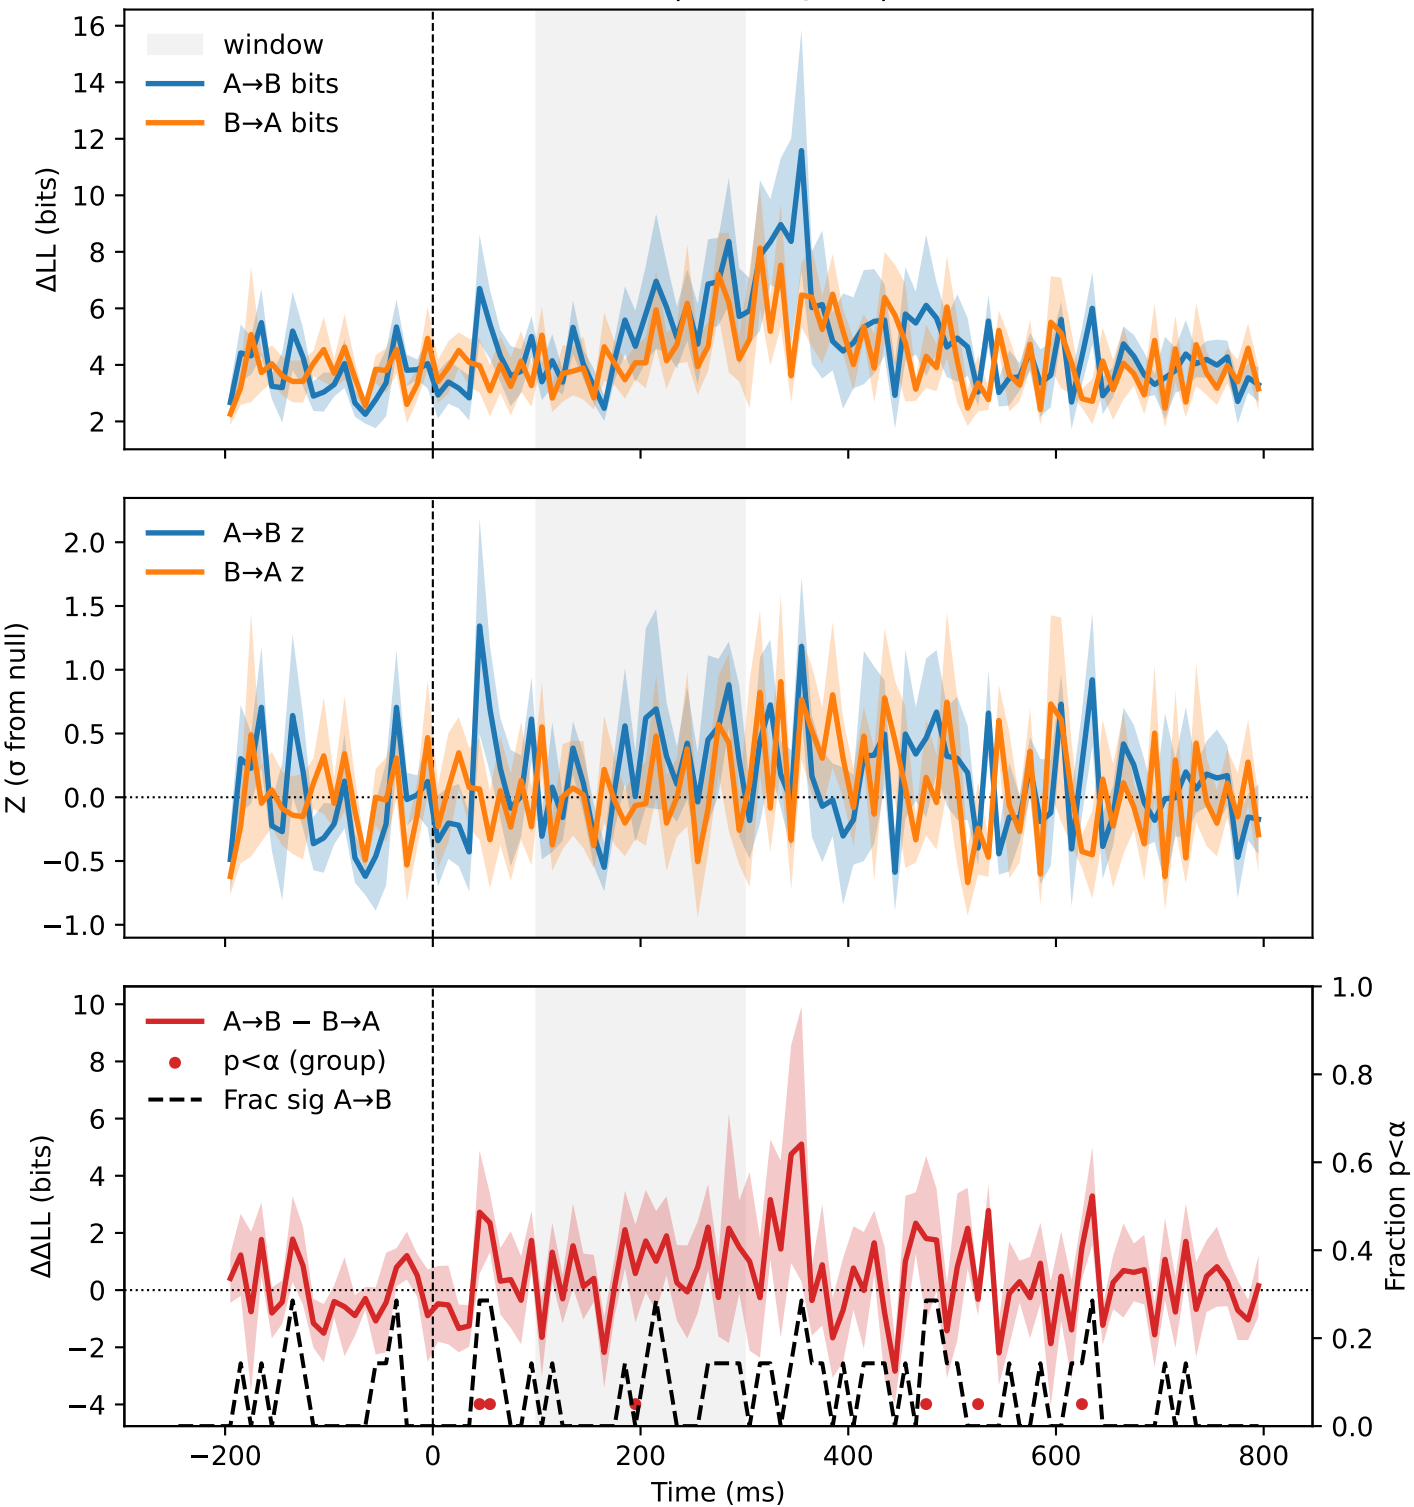 16
14
12
10
8
6
4
2
ΔLL (bits)
window
A→B bits
B→A bits
2.0
1.5
1.0
0.5
0.0
−0.5
−1.0
Z (σ from null)
A→B z
B→A z
10
8
6
4
2
0
−2
−4
ΔΔLL (bits)
A→B − B→A
p<α (group)
Frac sig A→B
1.0
0.8
0.6
0.4
0.2
0.0
Fraction p<α
−200 0 200 400 600 800
Time (ms)